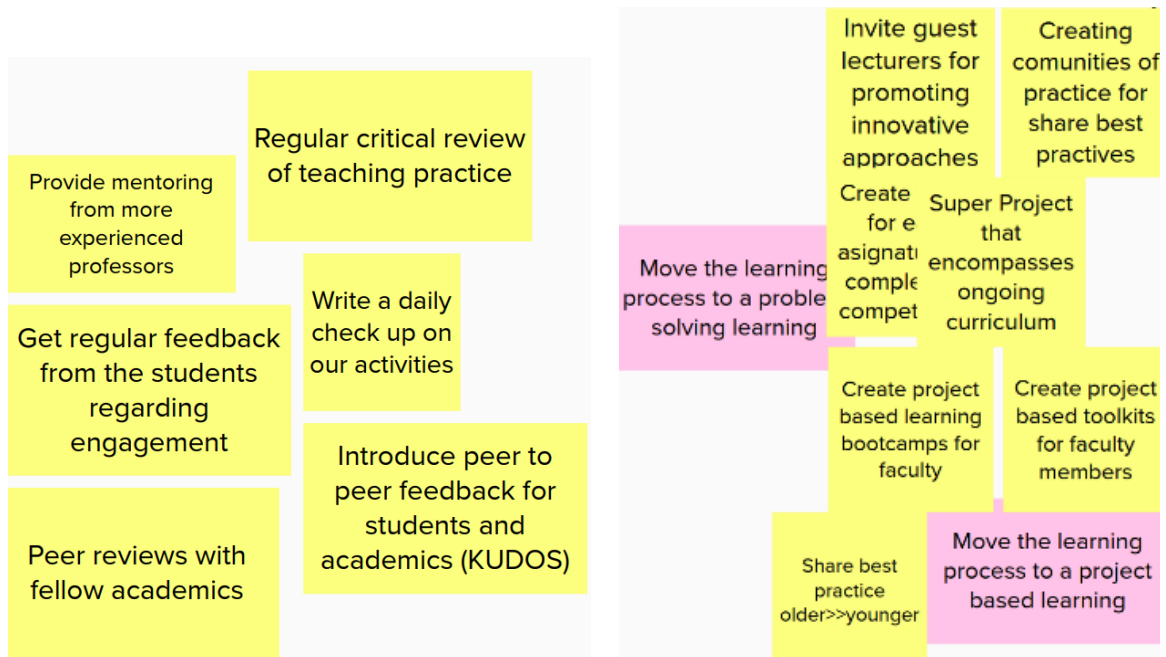 Regular critical review
of teaching practice
Provide mentoring
from more
experienced
professors
Write a daily
check up on
our activities
Get regular feedback
from the students
regarding
engagement
Introduce peer to
peer feedback for
students and
academics (KUDOS)
Peer reviews with
fellow academics
Invite guest
lecturers for
promoting
innovative
approaches
Creating
comunities of
practice for
share best
practives
Create
for
Super Project
that
encompasses
ongoing
curriculum
Move the learning
process to a
solving learning
Create project
based learning
bootcamps for
faculty
Create project
based toolkits
for faculty
members
Share best
practice
older>>younger
Move the learning
process to a project
based learning